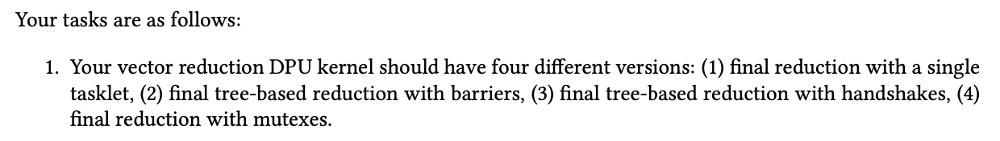 Your tasks are as follows:
1. Your vector reduction DPU kernel should have four different versions: (1) final reduction with a single
tasklet, (2) final tree-based reduction with barriers, (3) final tree-based reduction with handshakes, (4)
final reduction with mutexes.